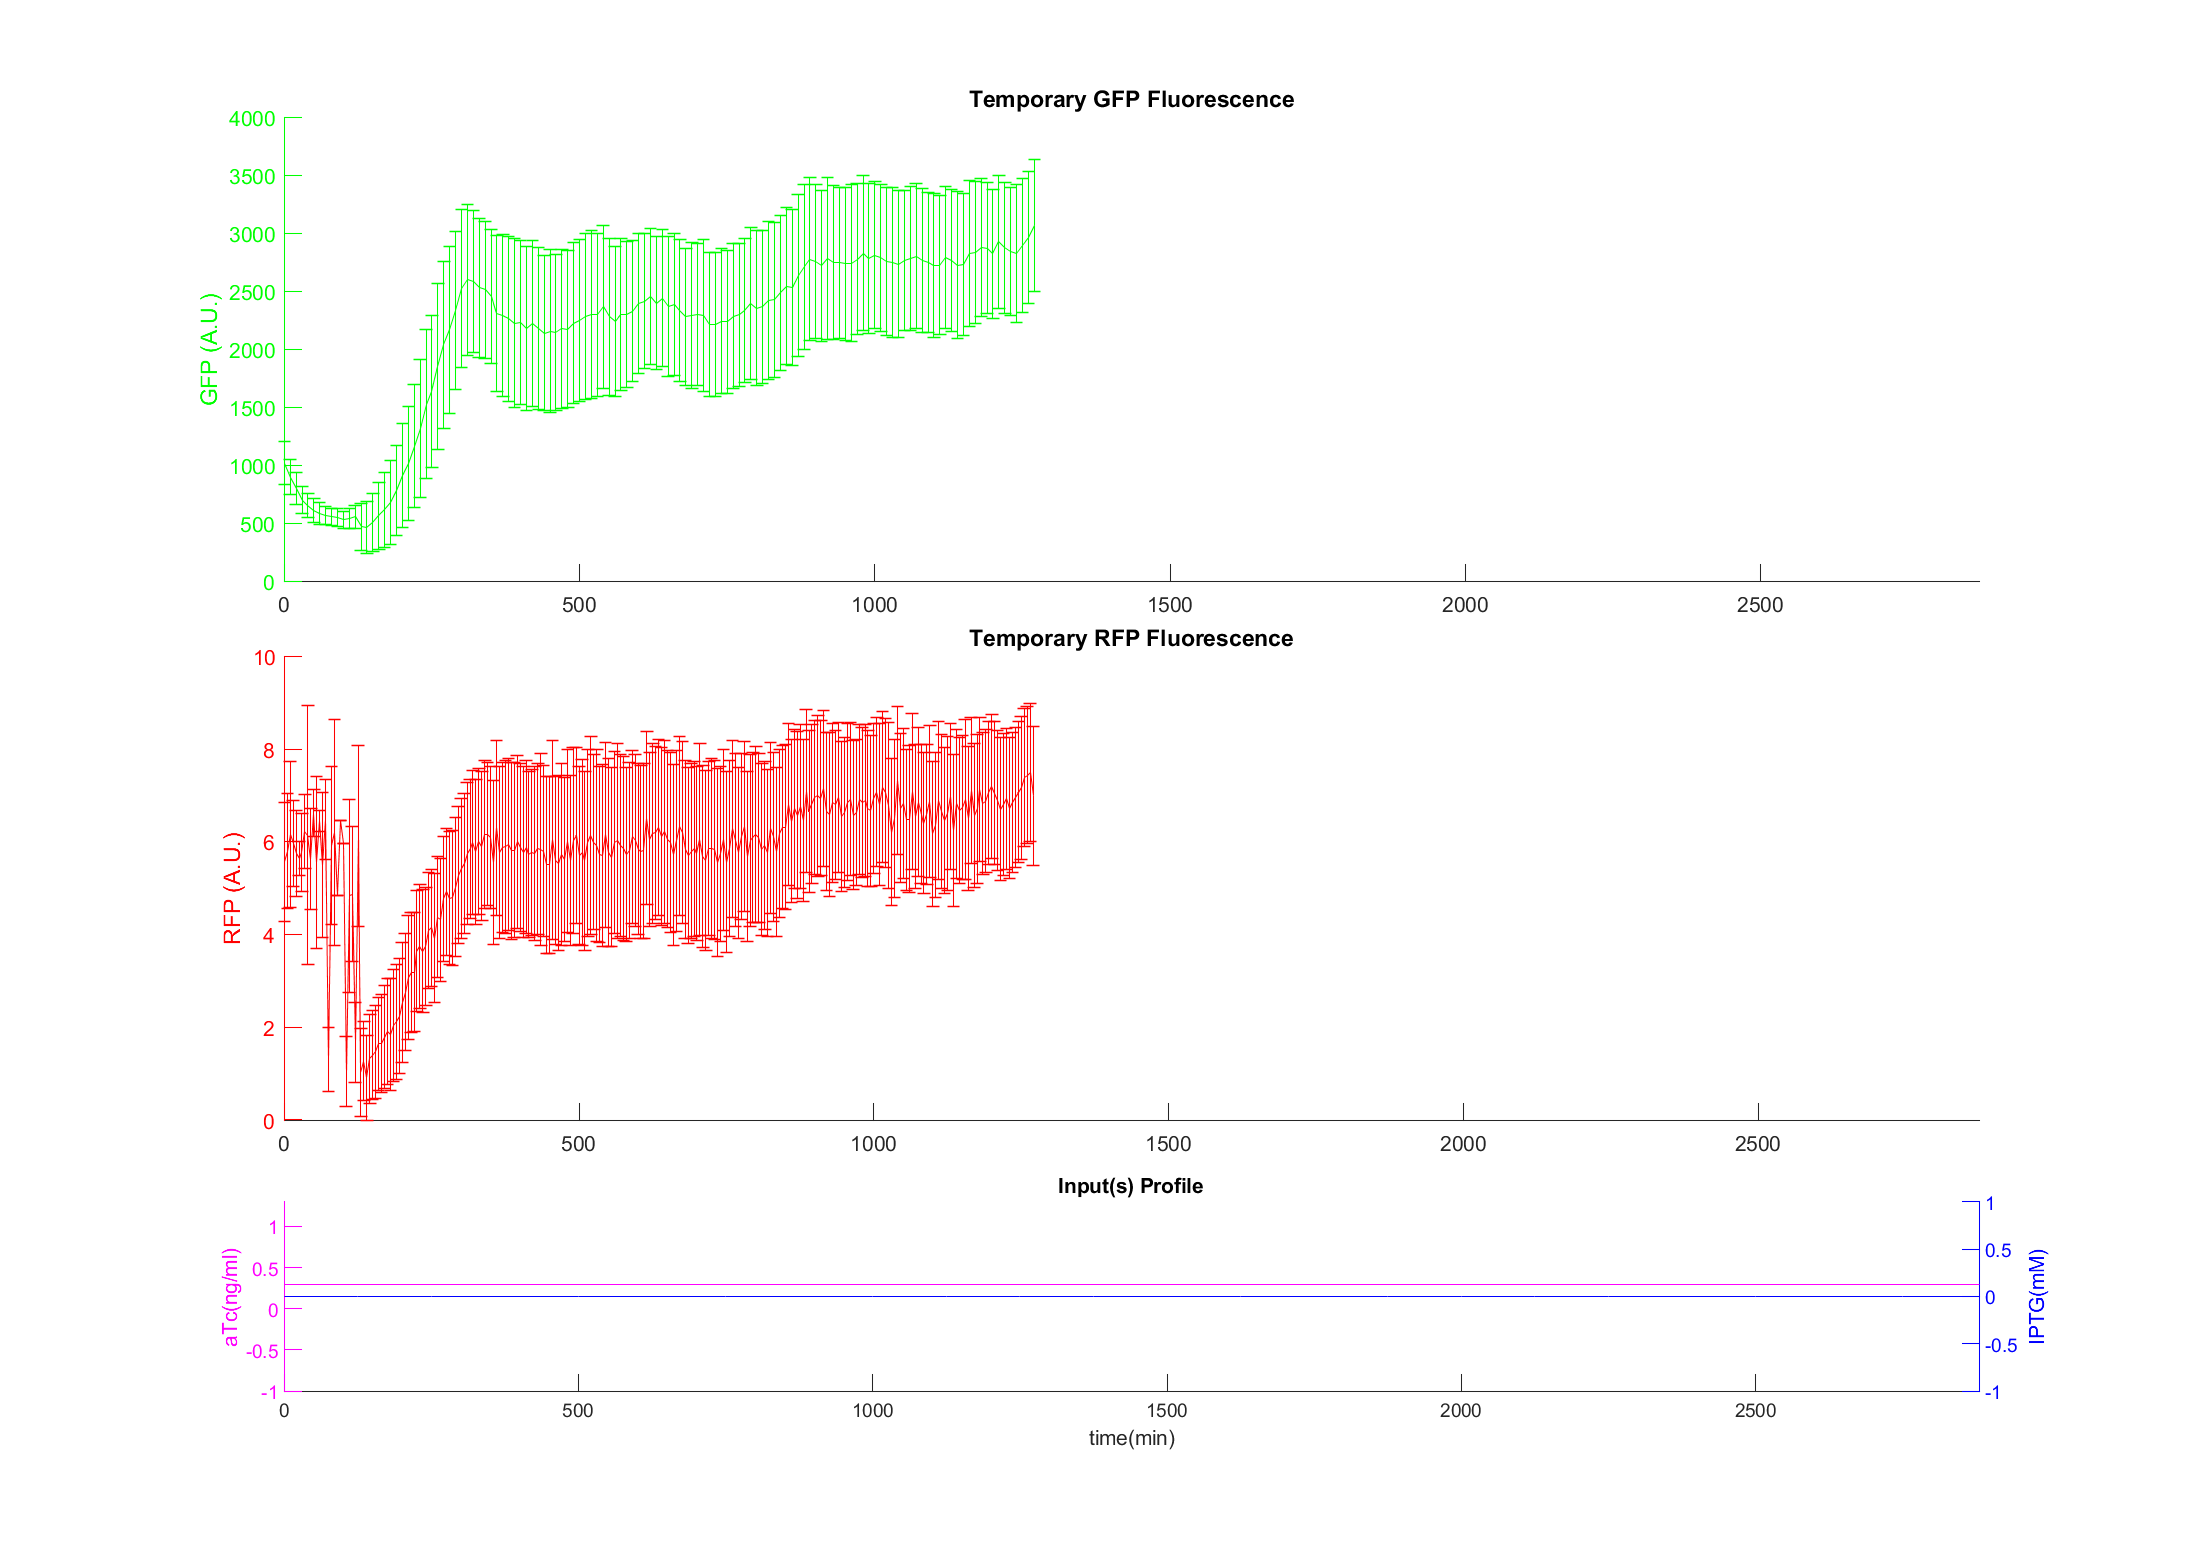 Temporary GFP Fluorescence
4000
3500
3000
2500
2000
1500
1000
500
0
GFP (A.U.)
0 500 1000 1500 2000 2500
Temporary RFP Fluorescence
10
8
6
4
2
0
RFP (A.U.)
0 500 1000 1500 2000 2500
Input(s) Profile
1
0.5
0
-0.5
-1
aTc(ng/ml)
1
0.5
0
-0.5
-1
IPTG(mM)
0 500 1000 1500 2000 2500
time(min)